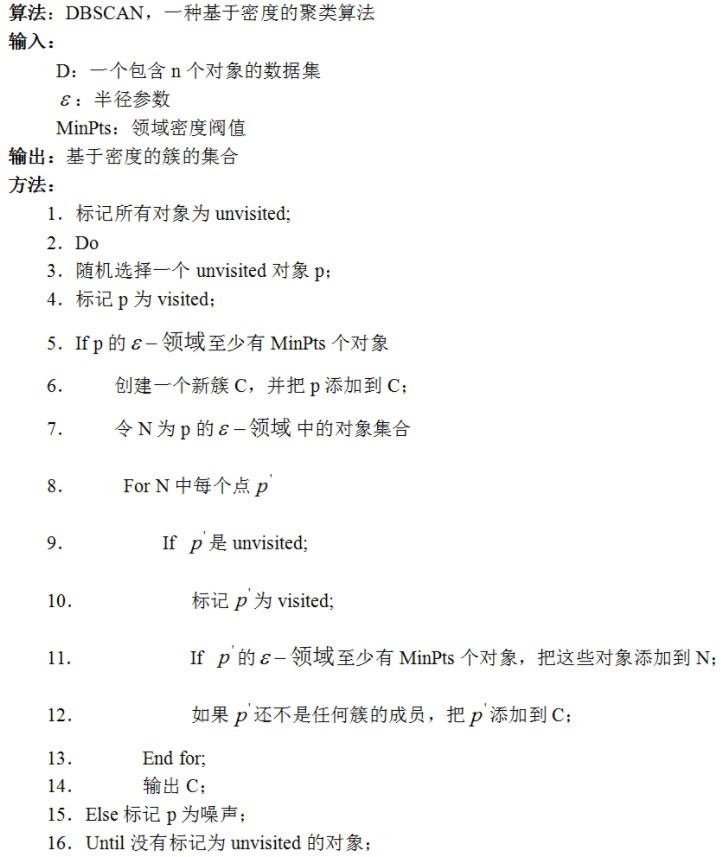 算法：DBSCAN，一种基于密度的聚类算法
输入：
D：一个包含 n 个对象的数据集
ε：半径参数
MinPts：领域密度阀值
输出：基于密度的簇的集合
方法：
1．标记所有对象为 unvisited;
2．Do
3．随机选择一个 unvisited 对象 p；
4．标记 p 为 visited；
5．If p 的 ε－领域至少有 MinPts 个对象
6． 创建一个新簇 C，并把 p 添加到 C；
7． 令 N 为 p 的 ε－领域 中的对象集合
8． For N 中每个点 p'
9． If p' 是 unvisited;
10． 标记 p' 为 visited;
11． If p' 的 ε－领域至少有 MinPts 个对象，把这些对象添加到 N；
12． 如果 p' 还不是任何簇的成员，把 p' 添加到 C；
13． End for;
14． 输出 C；
15．Else 标记 p 为噪声；
16．Until 没有标记为 unvisited 的对象；